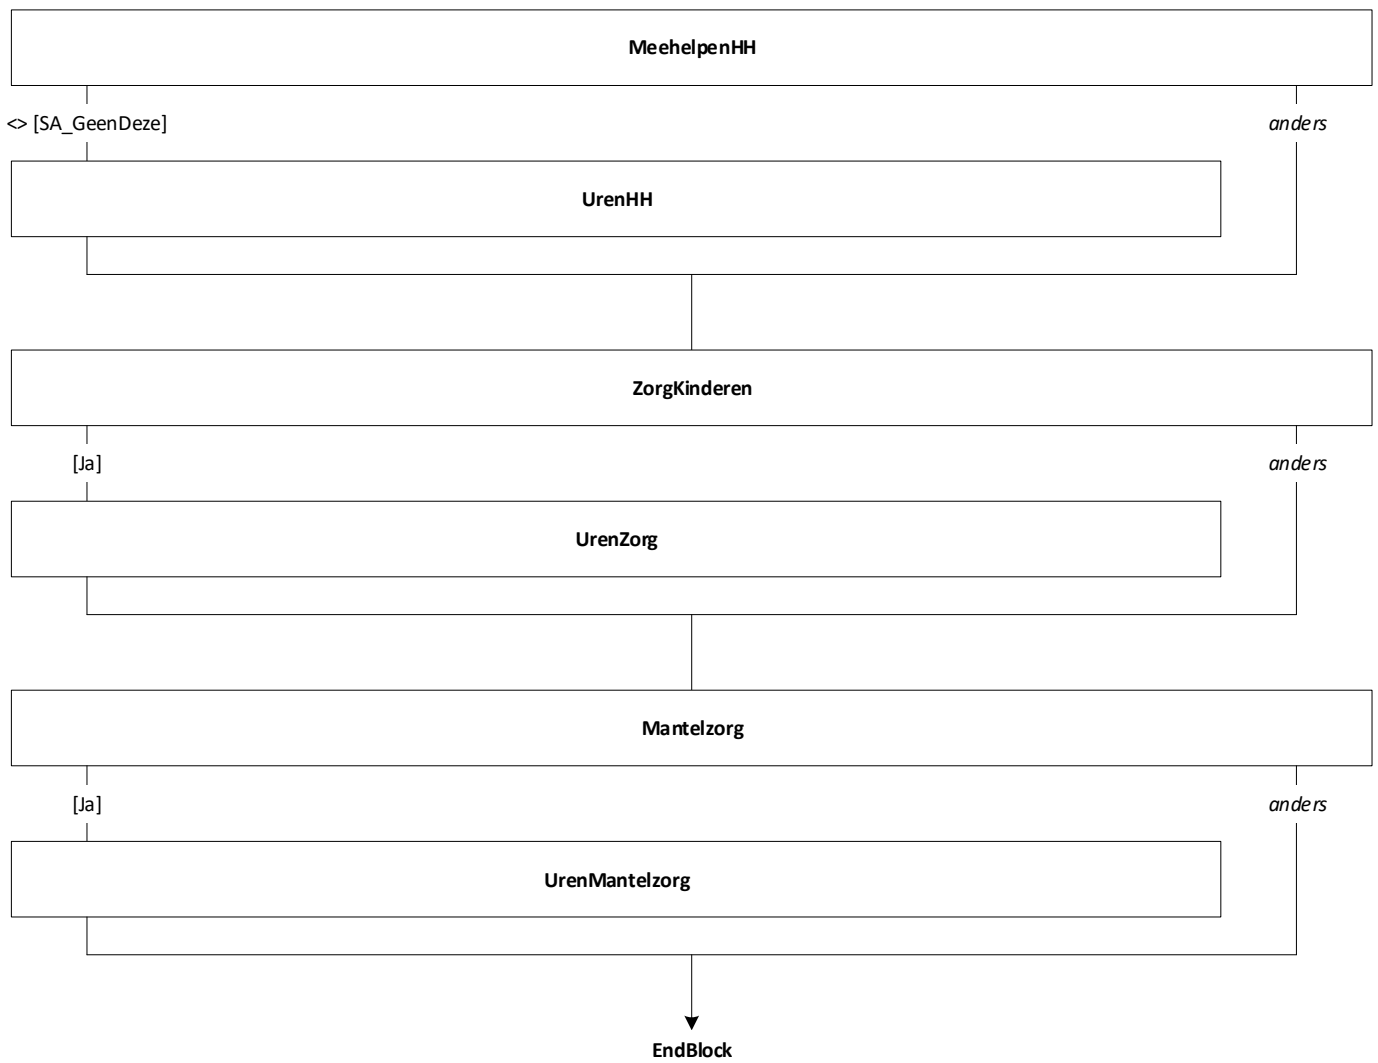 MeehelpenHH
<> [SA_GeenDeze]
anders
UrenHH
ZorgKinderen
[Ja]
anders
UrenZorg
Mantelzorg
[Ja]
anders
UrenMantelzorg
EndBlock